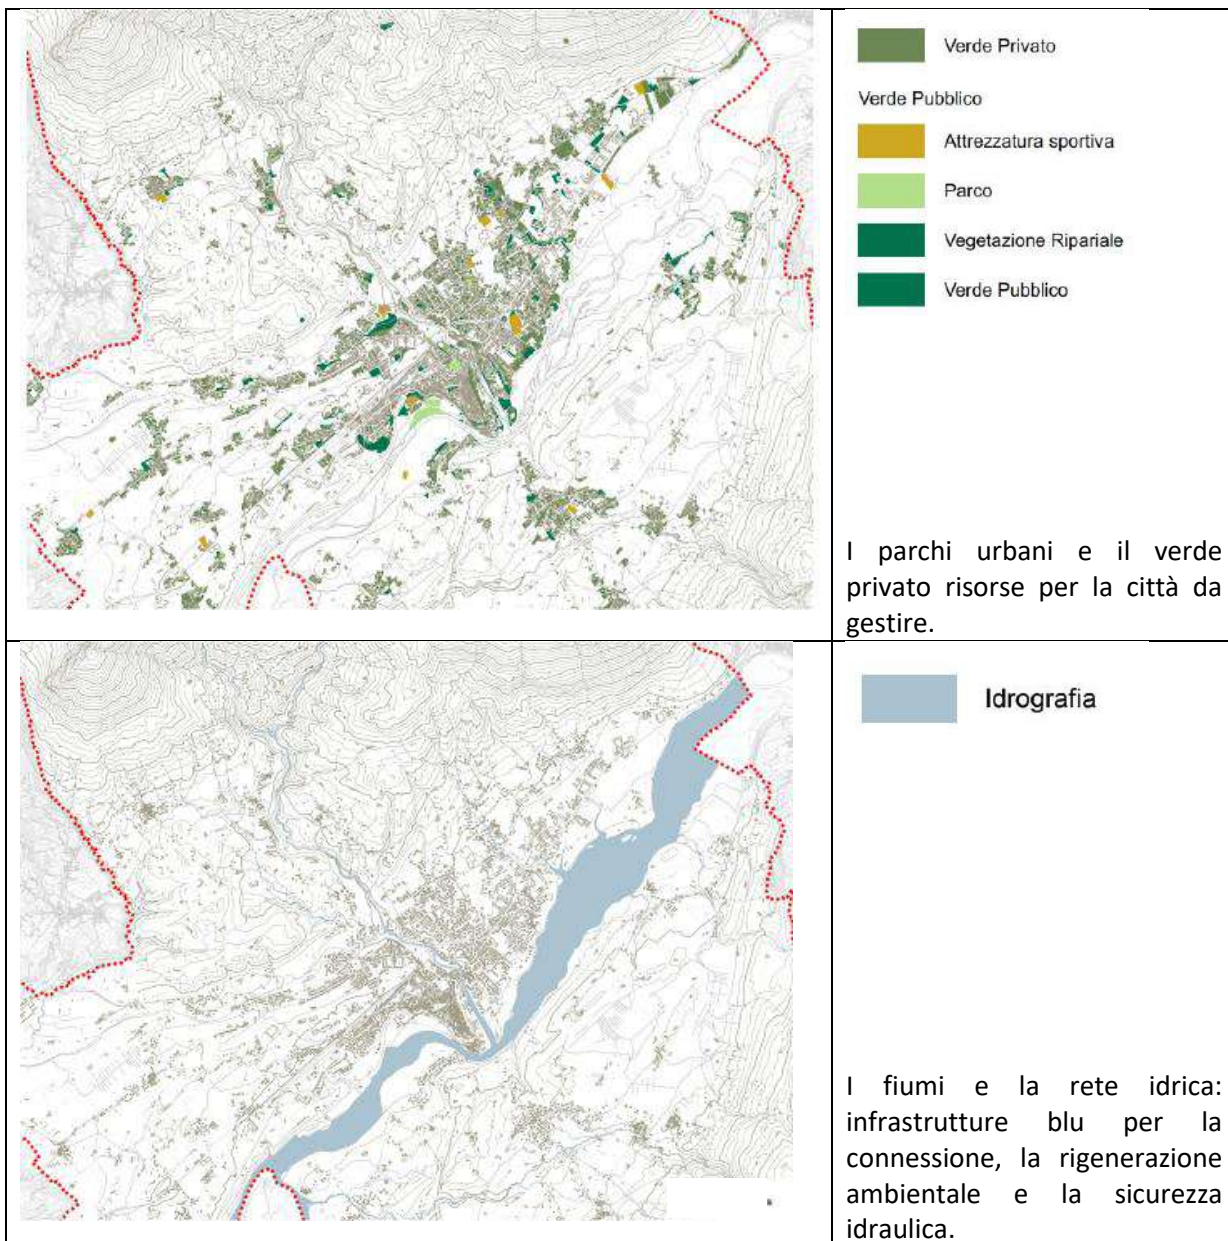 Verde Privato
Verde Pubblico
Attrezzatura sportiva
Parco
Vegetazione Ripariale
Verde Pubblico
I parchi urbani e il verde
privato risorse per la città da
gestire.
Idrografia
I fiumi e la rete idrica:
infrastrutture blu per la
connessione, la rigenerazione
ambientale e la sicurezza
idraulica.